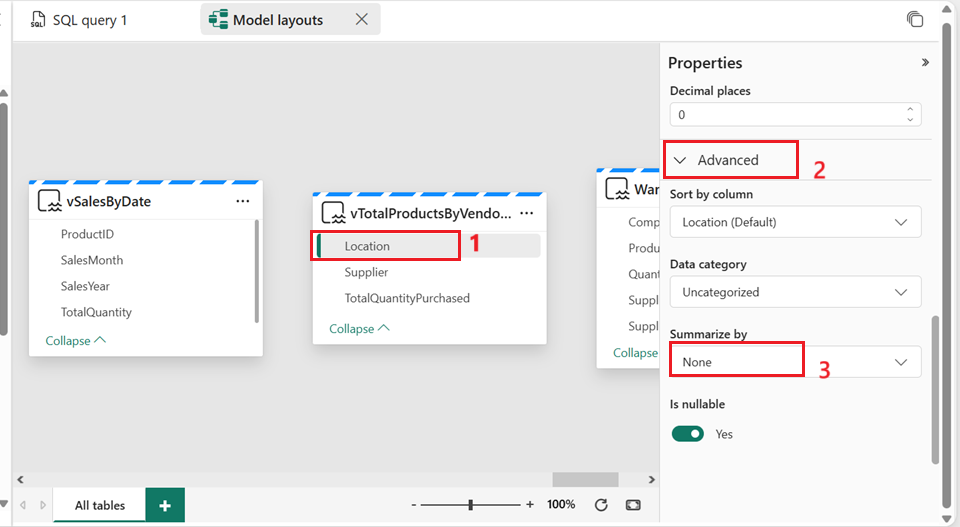 SQL
SQL query 1
Model layouts
vSalesByDate
ProductID
SalesMonth
SalesYear
TotalQuantity
Collapse
vTotalProductsByVendo...
Location
1
Supplier
TotalQuantityPurchased
Collapse
War
Comp
Produ
Quant
Suppl
Suppl
Collapse
Properties
Decimal places
0
Advanced
2
Sort by column
Location (Default)
Data category
Uncategorized
Summarize by
None
3
Is nullable
Yes
All tables
+
-
+
100%